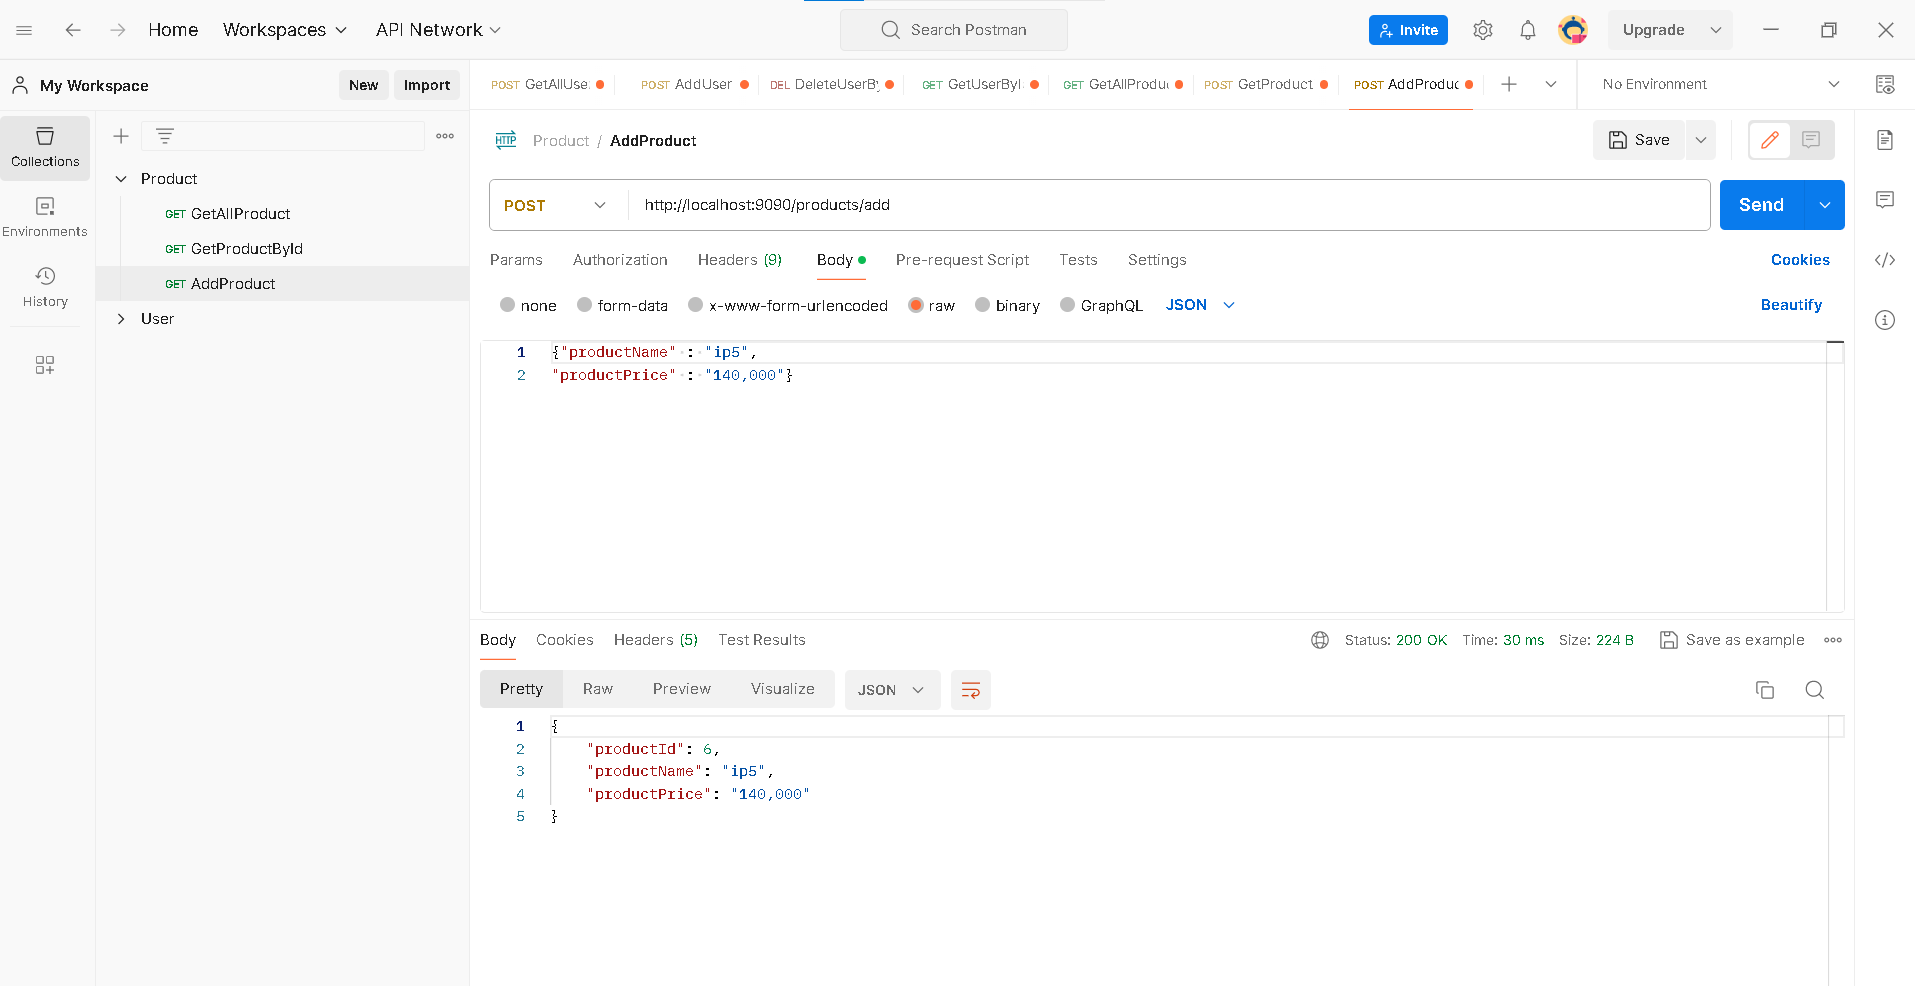 Home Workspaces API Network Search Postman Invite Upgrade
My Workspace New Import
POST GetAllUse. POST AddUser DEL DeleteUserBy GET GetUserByI GET GetAllProduc POST GetProduct POST AddProduc No Environment
Collections
Environments
History
Product
GET GetAllProduct
GET GetProductById
GET AddProduct
User
HTTP Product / AddProduct Save
POST http://localhost:9090/products/add Send
Params Authorization Headers (9) Body Pre-request Script Tests Settings Cookies
none form-data x-www-form-urlencoded raw binary GraphQL JSON Beautify
1 {"productName" : "ip5",
2 "productPrice" : "140,000"}
Body Cookies Headers (5) Test Results Status: 200 OK Time: 30 ms Size: 224 B Save as example
Pretty Raw Preview Visualize JSON
1 {
2 "productId": 6,
3 "productName": "ip5",
4 "productPrice": "140,000"
5 }